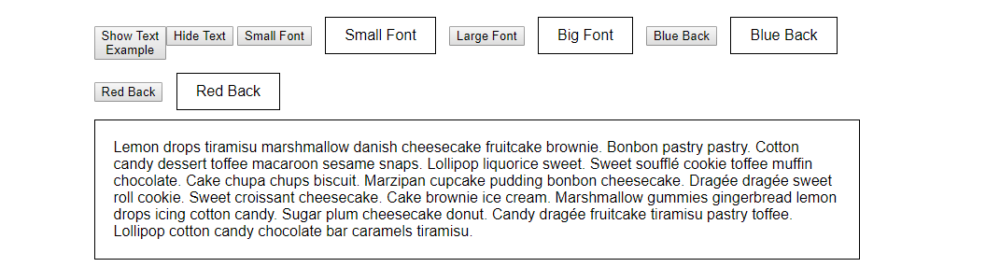 Show Text
Example
Hide Text
Small Font
Small Font
Large Font
Big Font
Blue Back
Blue Back
Red Back
Red Back
Lemon drops tiramisu marshmallow danish cheesecake fruitcake brownie. Bonbon pastry pastry. Cotton
candy dessert toffee macaroon sesame snaps. Lollipop liquorice sweet. Sweet soufflé cookie toffee muffin
chocolate. Cake chupa chups biscuit. Marzipan cupcake pudding bonbon cheesecake. Dragée dragée sweet
roll cookie. Sweet croissant cheesecake. Cake brownie ice cream. Marshmallow gummies gingerbread lemon
drops icing cotton candy. Sugar plum cheesecake donut. Candy dragée fruitcake tiramisu pastry toffee.
Lollipop cotton candy chocolate bar caramels tiramisu.